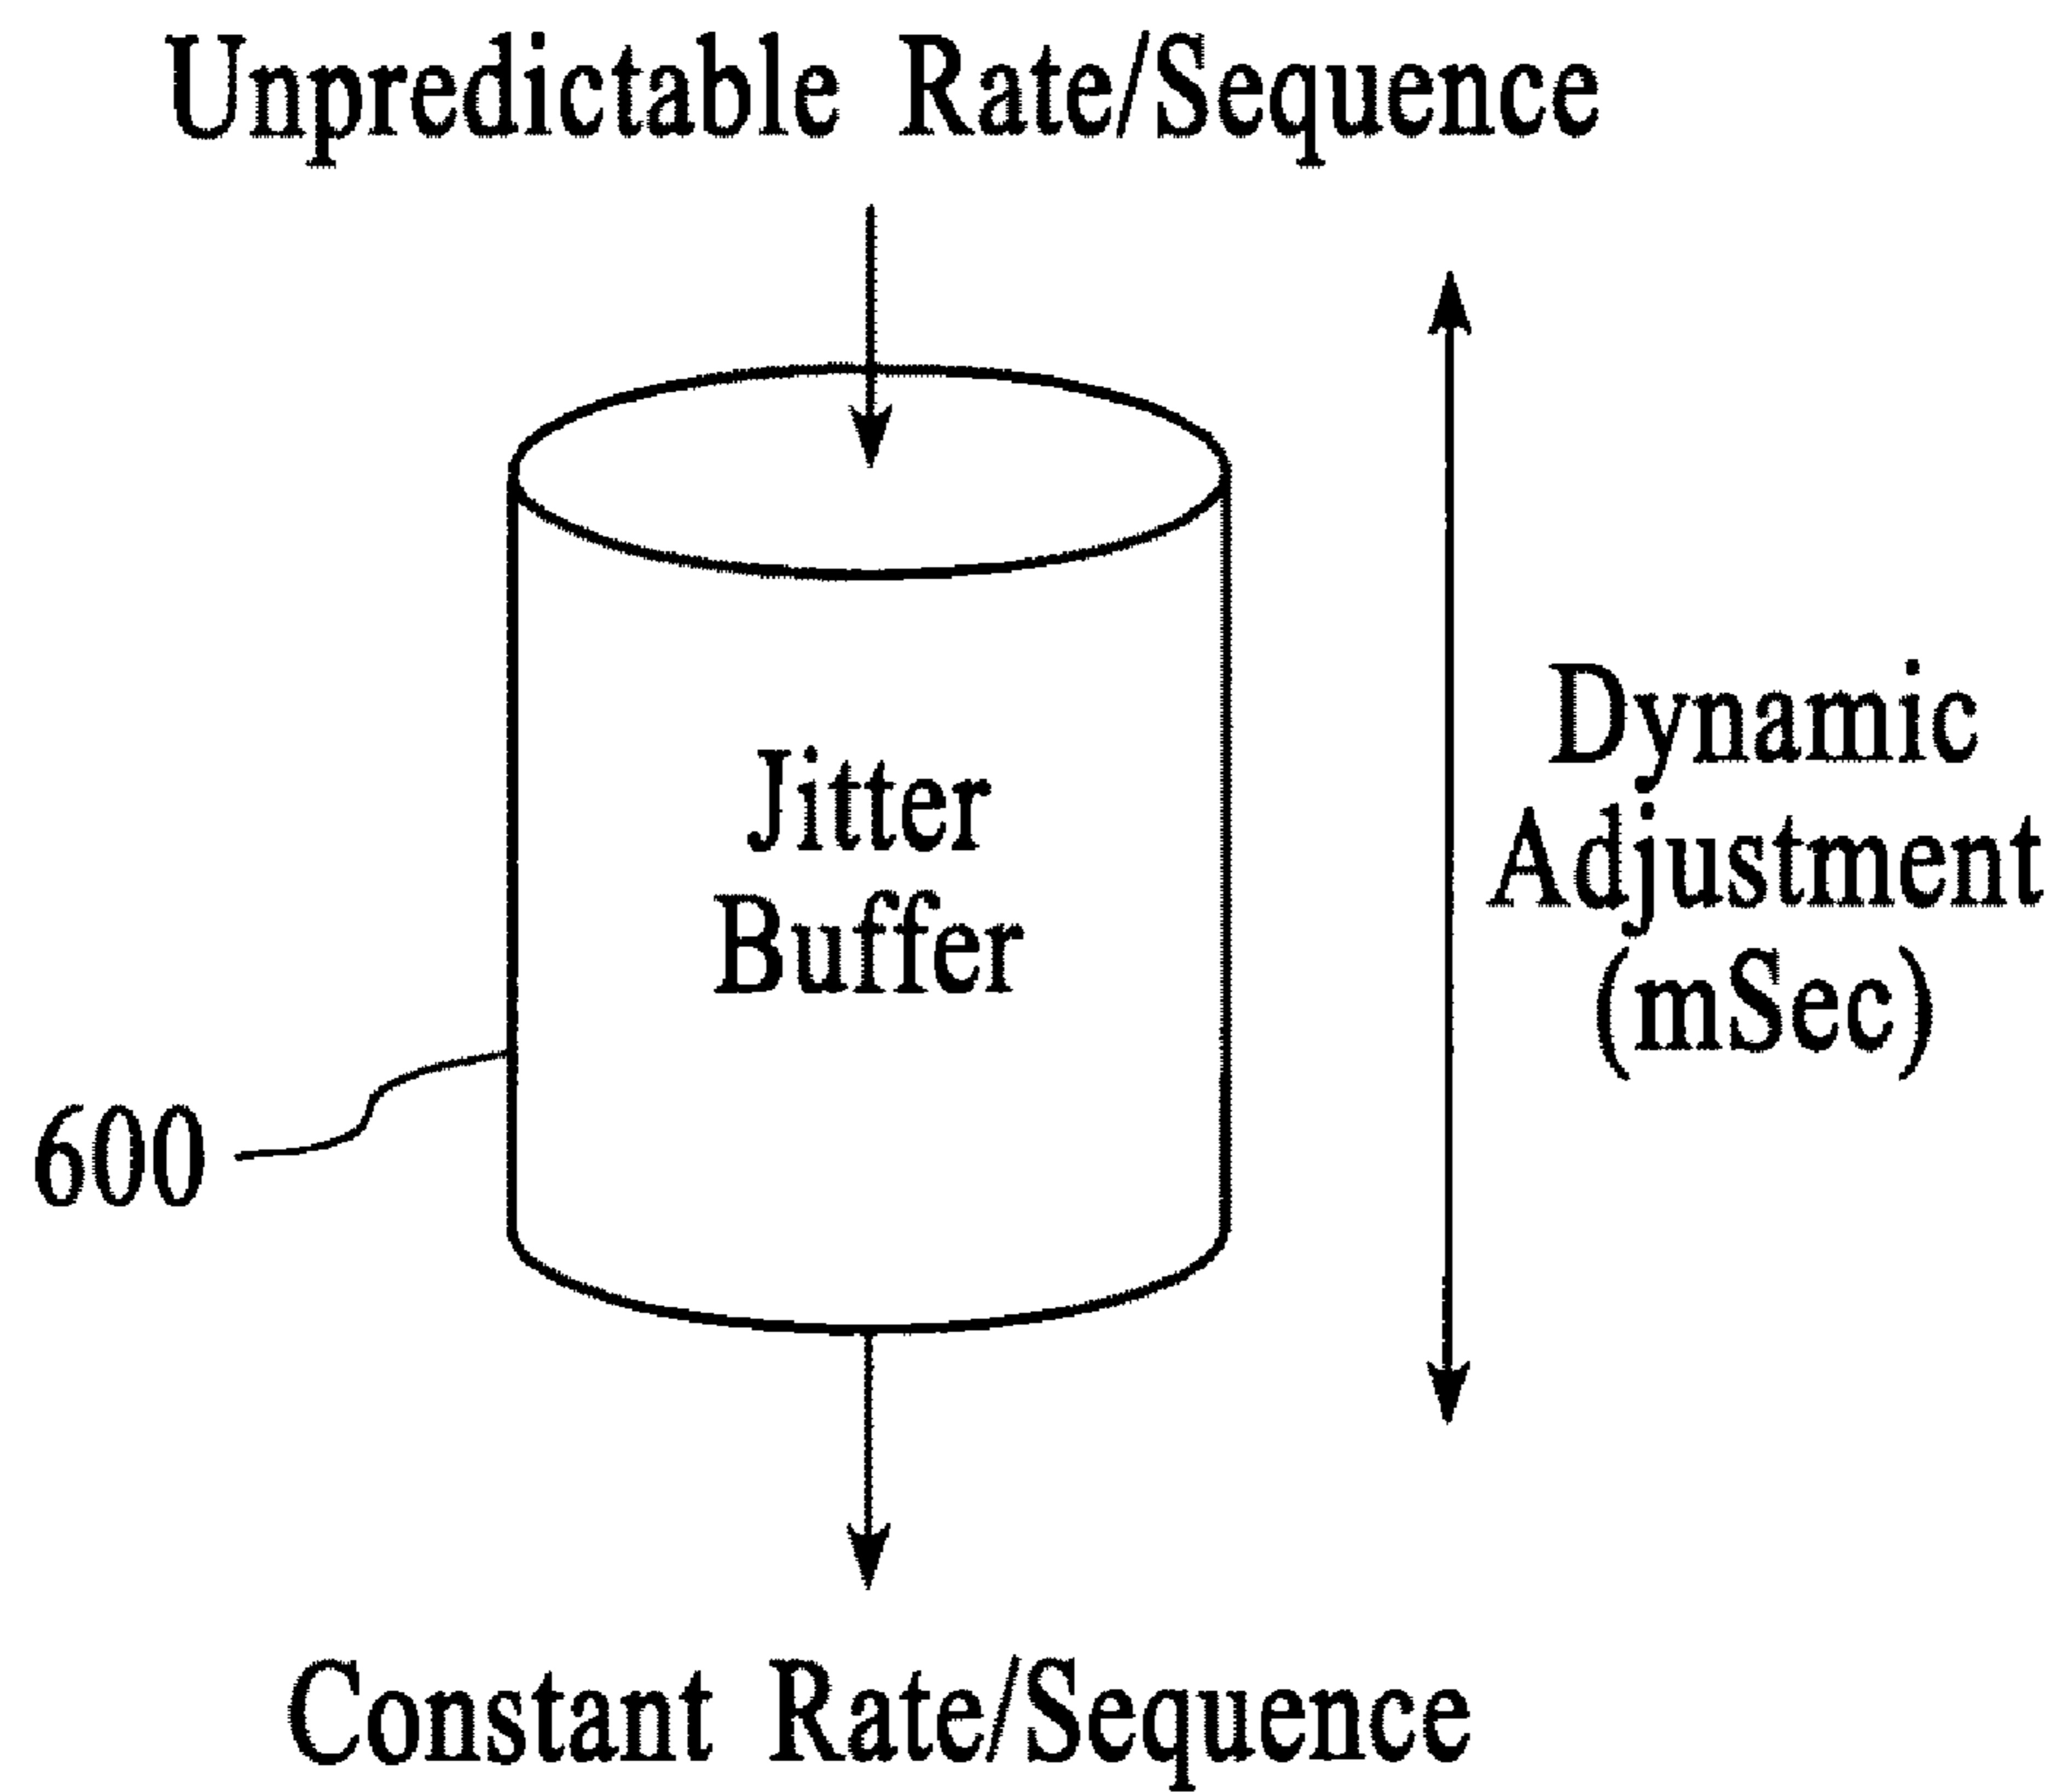 Unpredictable Rate/Sequence
Jitter
Buffer
Dynamic
Adjustment
(mSec)
600
Constant Rate/Sequence